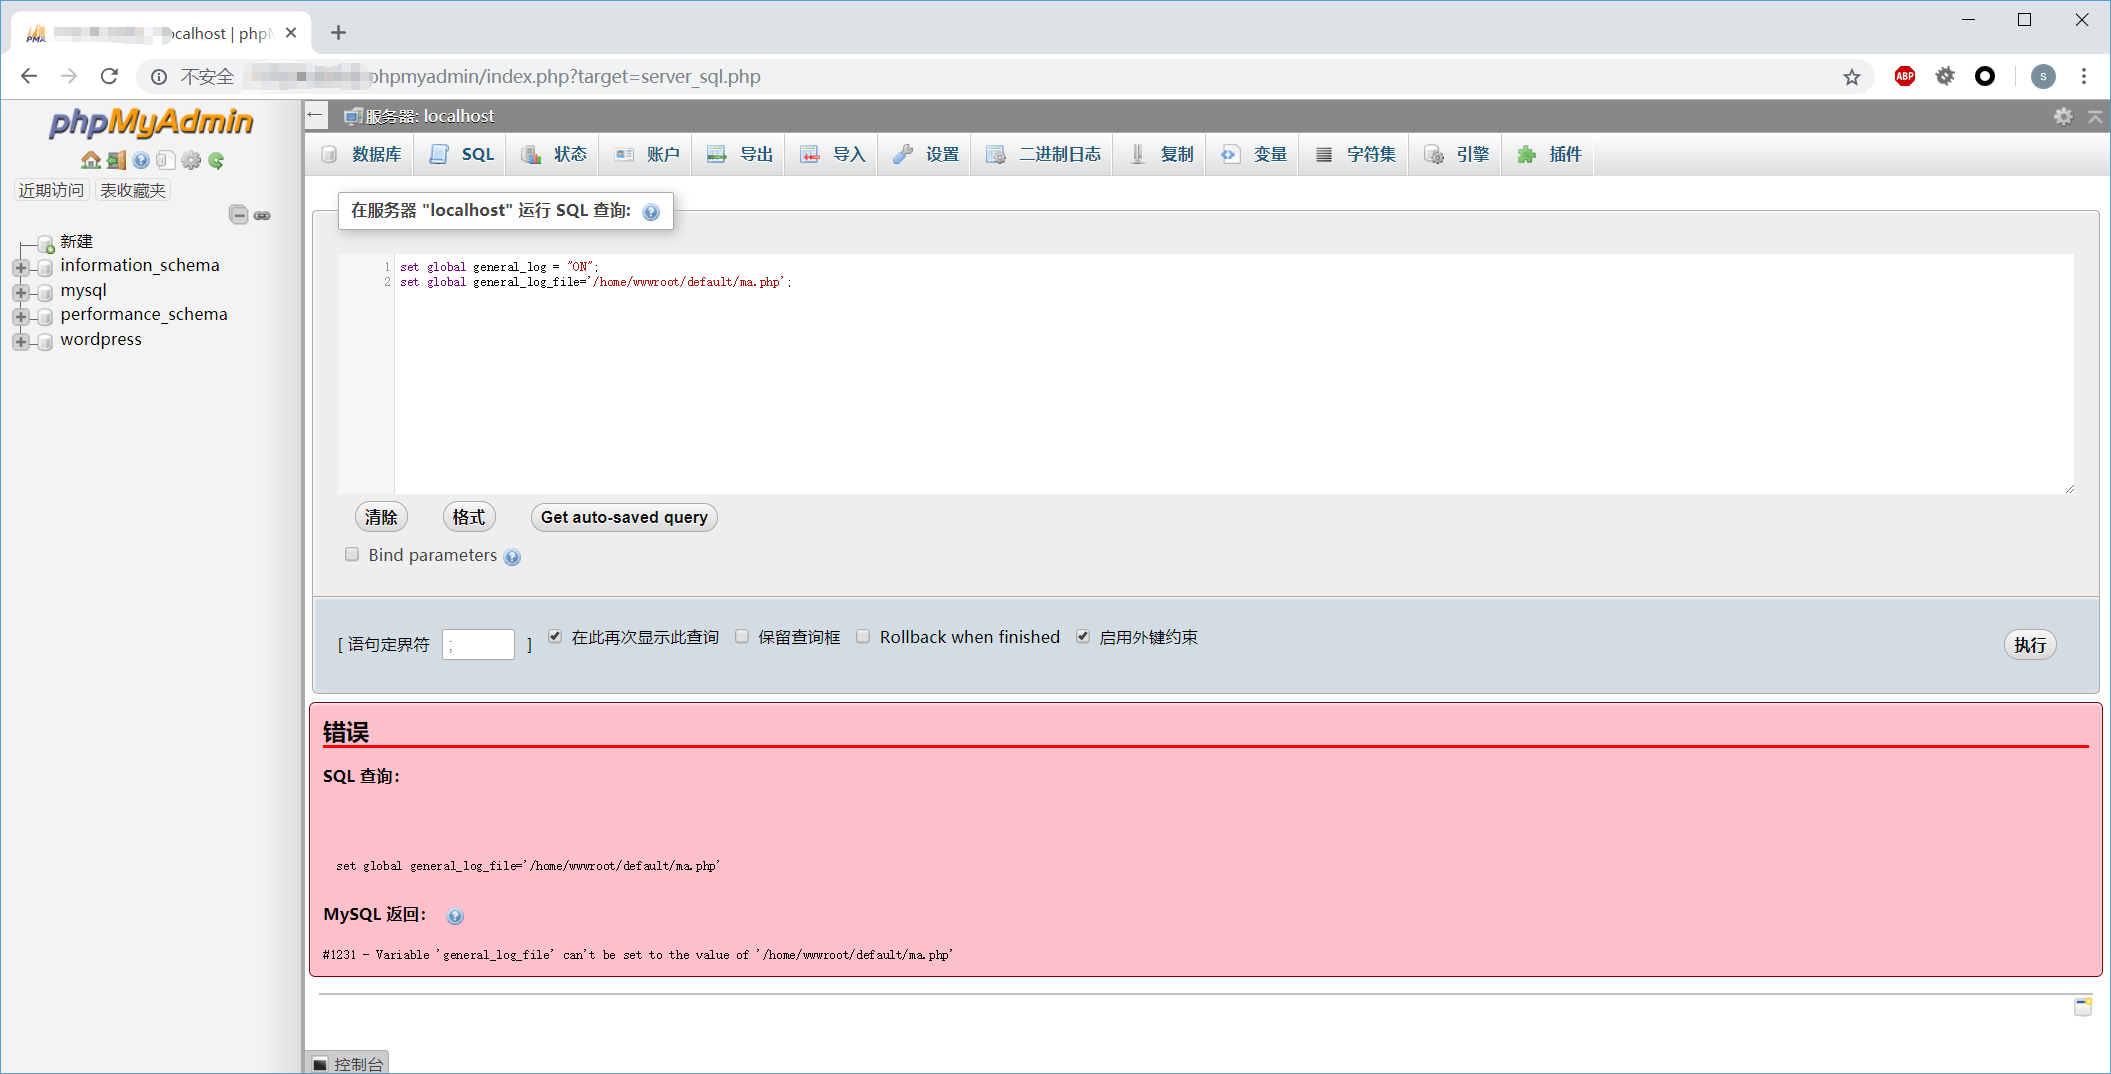 localhost | phpM
不安全 phpmyadmin/index.php?target=server_sql.php
ABP
s
phpMyAdmin
近期访问 表收藏夹
新建
information_schema
mysql
performance_schema
wordpress
服务器: localhost
数据库 SQL 状态 账户 导出 导入 设置 二进制日志 复制 变量 字符集 引擎 插件
在服务器 "localhost" 运行 SQL 查询:
1 set global general_log = "ON";
2 set global general_log_file='/home/wwwroot/default/ma.php';
清除 格式 Get auto-saved query
Bind parameters
[ 语句定界符 ; ] 在此再次显示此查询 保留查询框 Rollback when finished 启用外键约束 执行
错误
SQL 查询:
set global general_log_file='/home/wwwroot/default/ma.php'
MySQL 返回:
#1231 - Variable 'general_log_file' can't be set to the value of '/home/wwwroot/default/ma.php'
控制台